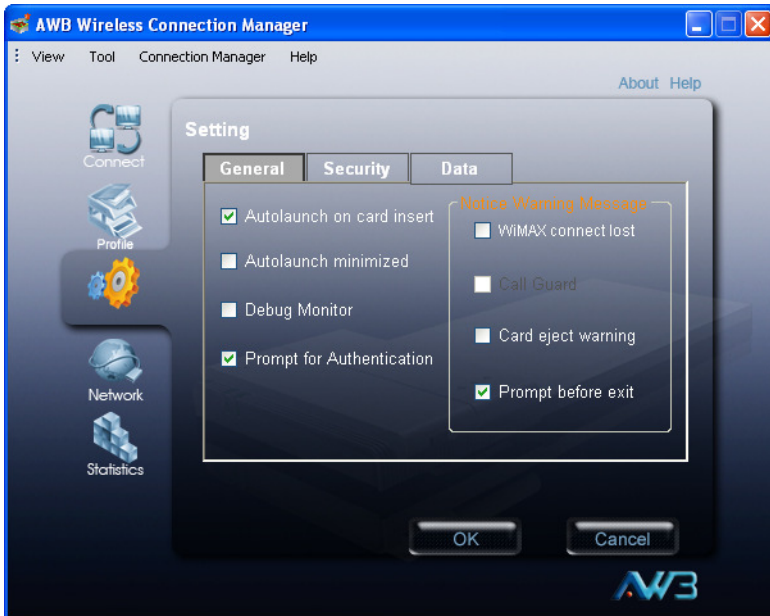 AWB Wireless Connection Manager
View Tool Connection Manager Help
About Help
Connect
Profile
Network
Statistics
Setting
General Security Data
Autolaunch on card insert
Autolaunch minimized
Debug Monitor
Prompt for Authentication
Notice Warning Message
WiMAX connect lost
Call Guard
Card eject warning
Prompt before exit
OK Cancel
AWB